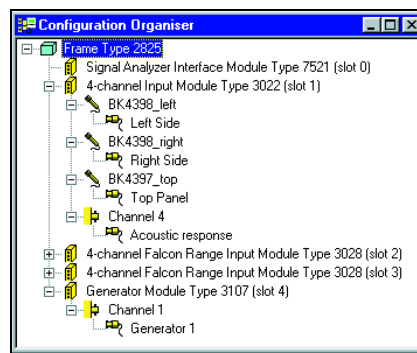 Configuration Organiser
Frame Type 2825
Signal Analyzer Interface Module Type 7521 (slot 0)
4-channel Input Module Type 3022 (slot 1)
BK4398_left
Left Side
BK4398_right
Right Side
BK4397_top
Top Panel
Channel 4
Acoustic response
4-channel Falcon Range Input Module Type 3028 (slot 2)
4-channel Falcon Range Input Module Type 3028 (slot 3)
Generator Module Type 3107 (slot 4)
Channel 1
Generator 1